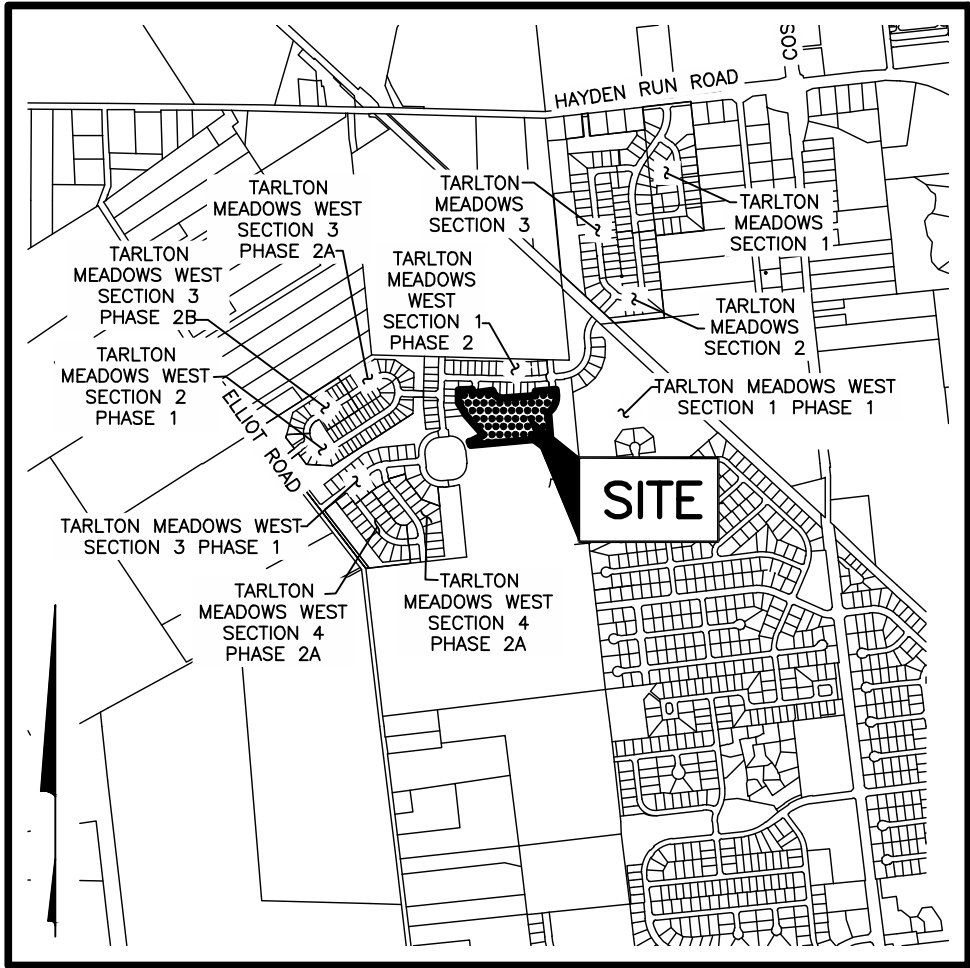 COS
HAYDEN RUN ROAD
TARLTON
MEADOWS WEST
SECTION 3
PHASE 2A
TARLTON
MEADOWS
SECTION 3
TARLTON
MEADOWS
SECTION 1
TARLTON
MEADOWS WEST
SECTION 3
PHASE 2B
TARLTON
MEADOWS
WEST
SECTION 1
PHASE 2
TARLTON
MEADOWS
SECTION 2
TARLTON
MEADOWS WEST
SECTION 2
PHASE 1
TARLTON MEADOWS WEST
SECTION 1 PHASE 1
ELLIOT ROAD
SITE
TARLTON MEADOWS WEST
SECTION 3 PHASE 1
TARLTON
MEADOWS WEST
SECTION 4
PHASE 2A
TARLTON
MEADOWS WEST
SECTION 4
PHASE 2A